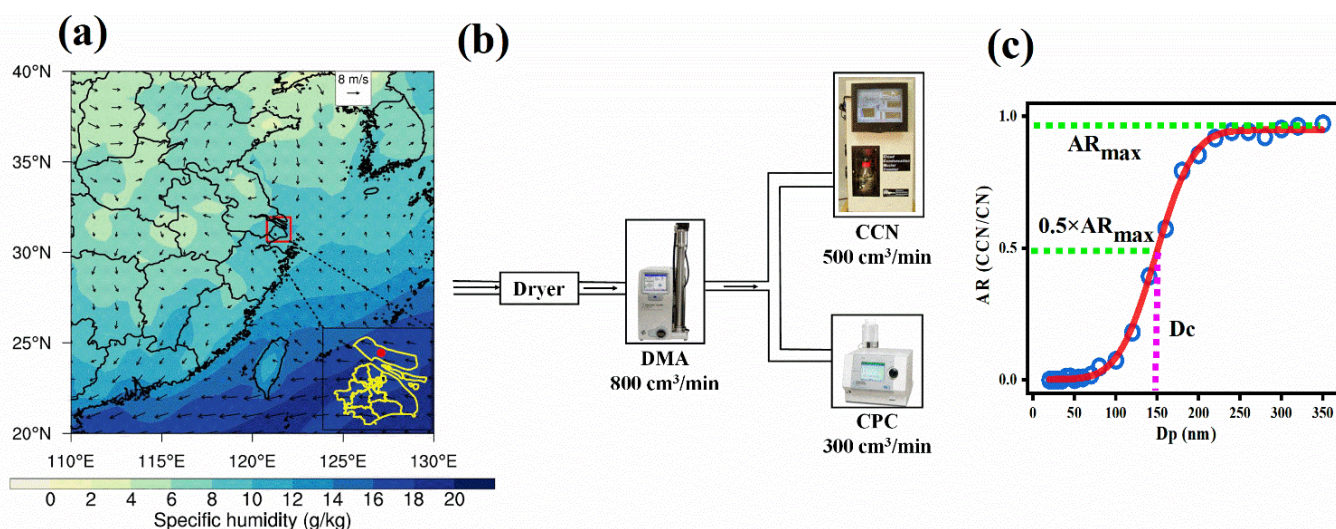 (a)
40°N
35°N
30°N
25°N
20°N
8 m/s
110°E 115°E 120°E 125°E 130°E
0 2 4 6 8 10 12 14 16 18 20
Specific humidity (g/kg)
(b)
Dryer
DMA
800 cm³/min
CCN
500 cm³/min
CPC
300 cm³/min
(c)
AR (CCN/CN)
1.0
0.5
0.0
ARmax
0.5×ARmax
Dc
0 50 100 150 200 250 300 350
Dp (nm)